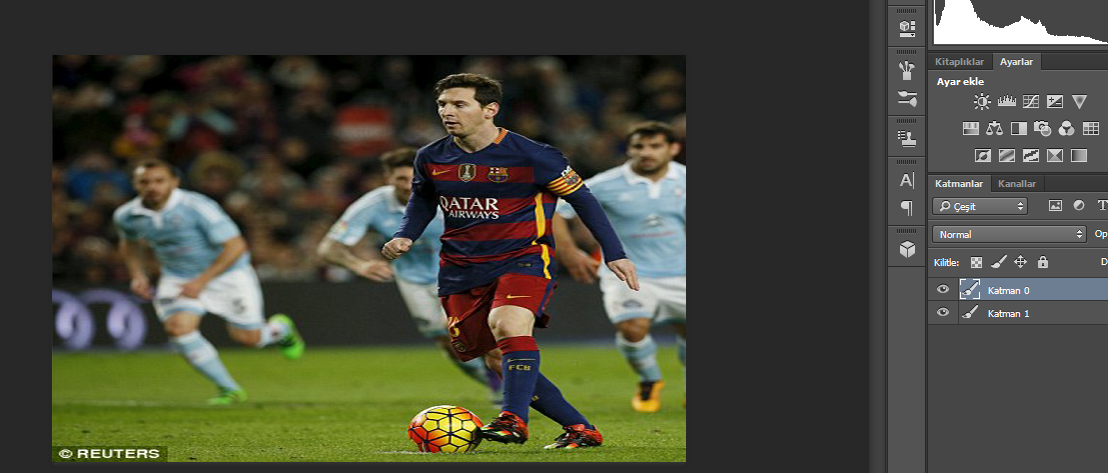 Kitaplıklar Ayarlar
Ayar ekle
Katmanlar Kanallar
Çeşit T
Normal Op
Kilitle: D
Katman 0
Katman 1
QATAR
AIRWAYS
FCB
© REUTERS